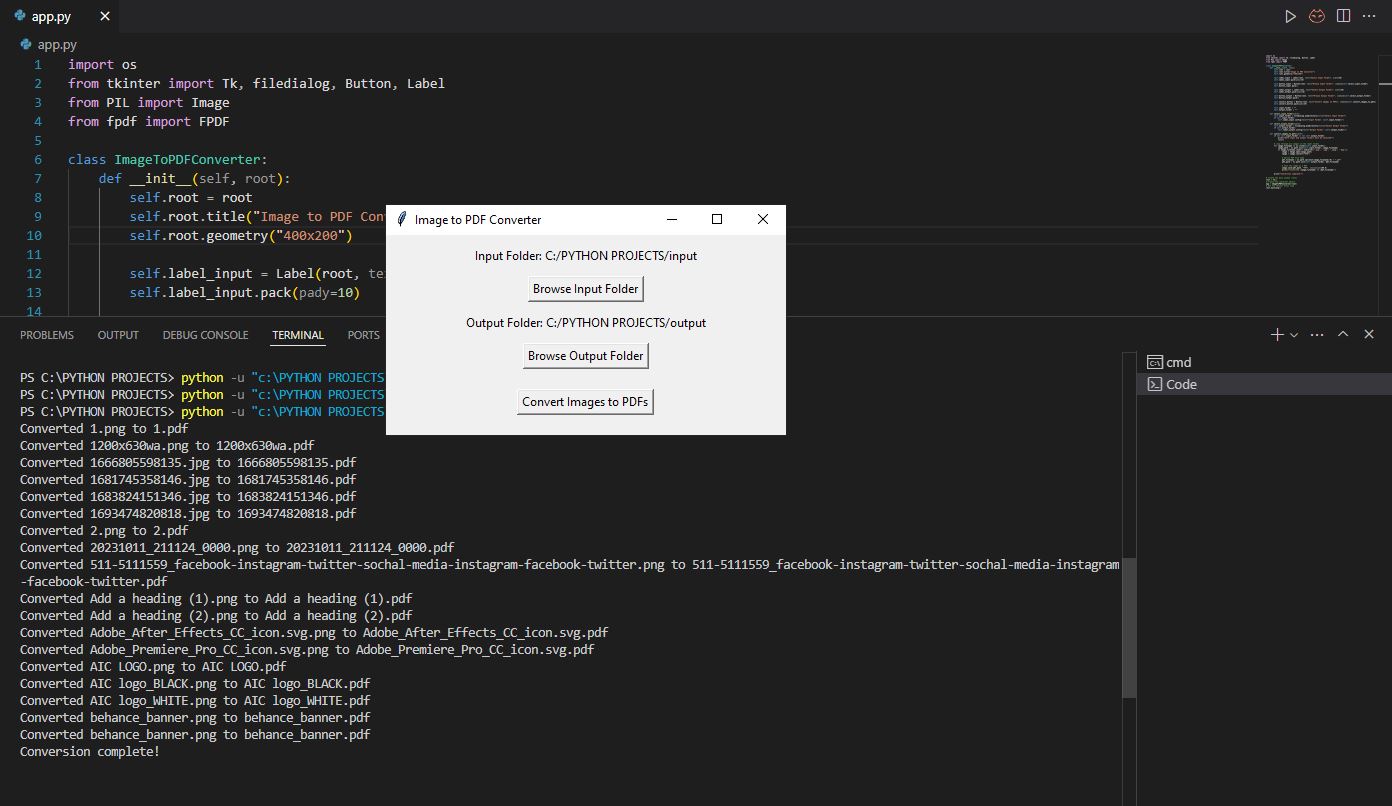 app.py
app.py
1 import os
2 from tkinter import Tk, filedialog, Button, Label
3 from PIL import Image
4 from fpdf import FPDF
5
6 class ImageToPDFConverter:
7 def __init__(self, root):
8 self.root = root
9 self.root.title("Image to PDF Con
10 self.root.geometry("400x200")
11
12 self.label_input = Label(root, te
13 self.label_input.pack(pady=10)
14
Image to PDF Converter
Input Folder: C:/PYTHON PROJECTS/input
Browse Input Folder
Output Folder: C:/PYTHON PROJECTS/output
Browse Output Folder
Convert Images to PDFs
PROBLEMS OUTPUT DEBUG CONSOLE TERMINAL PORTS
cmd
Code
PS C:\PYTHON PROJECTS> python -u "c:\PYTHON PROJECTS
PS C:\PYTHON PROJECTS> python -u "c:\PYTHON PROJECTS
PS C:\PYTHON PROJECTS> python -u "c:\PYTHON PROJECTS
Converted 1.png to 1.pdf
Converted 1200x630wa.png to 1200x630wa.pdf
Converted 1666805598135.jpg to 1666805598135.pdf
Converted 1681745358146.jpg to 1681745358146.pdf
Converted 1683824151346.jpg to 1683824151346.pdf
Converted 1693474820818.jpg to 1693474820818.pdf
Converted 2.png to 2.pdf
Converted 20231011_211124_0000.png to 20231011_211124_0000.pdf
Converted 511-5111559_facebook-instagram-twitter-sochal-media-instagram-facebook-twitter.png to 511-5111559_facebook-instagram-twitter-sochal-media-instagram
-facebook-twitter.pdf
Converted Add a heading (1).png to Add a heading (1).pdf
Converted Add a heading (2).png to Add a heading (2).pdf
Converted Adobe_After_Effects_CC_icon.svg.png to Adobe_After_Effects_CC_icon.svg.pdf
Converted Adobe_Premiere_Pro_CC_icon.svg.png to Adobe_Premiere_Pro_CC_icon.svg.pdf
Converted AIC LOGO.png to AIC LOGO.pdf
Converted AIC logo_BLACK.png to AIC logo_BLACK.pdf
Converted AIC logo_WHITE.png to AIC logo_WHITE.pdf
Converted behance_banner.png to behance_banner.pdf
Converted behance_banner.png to behance_banner.pdf
Conversion complete!